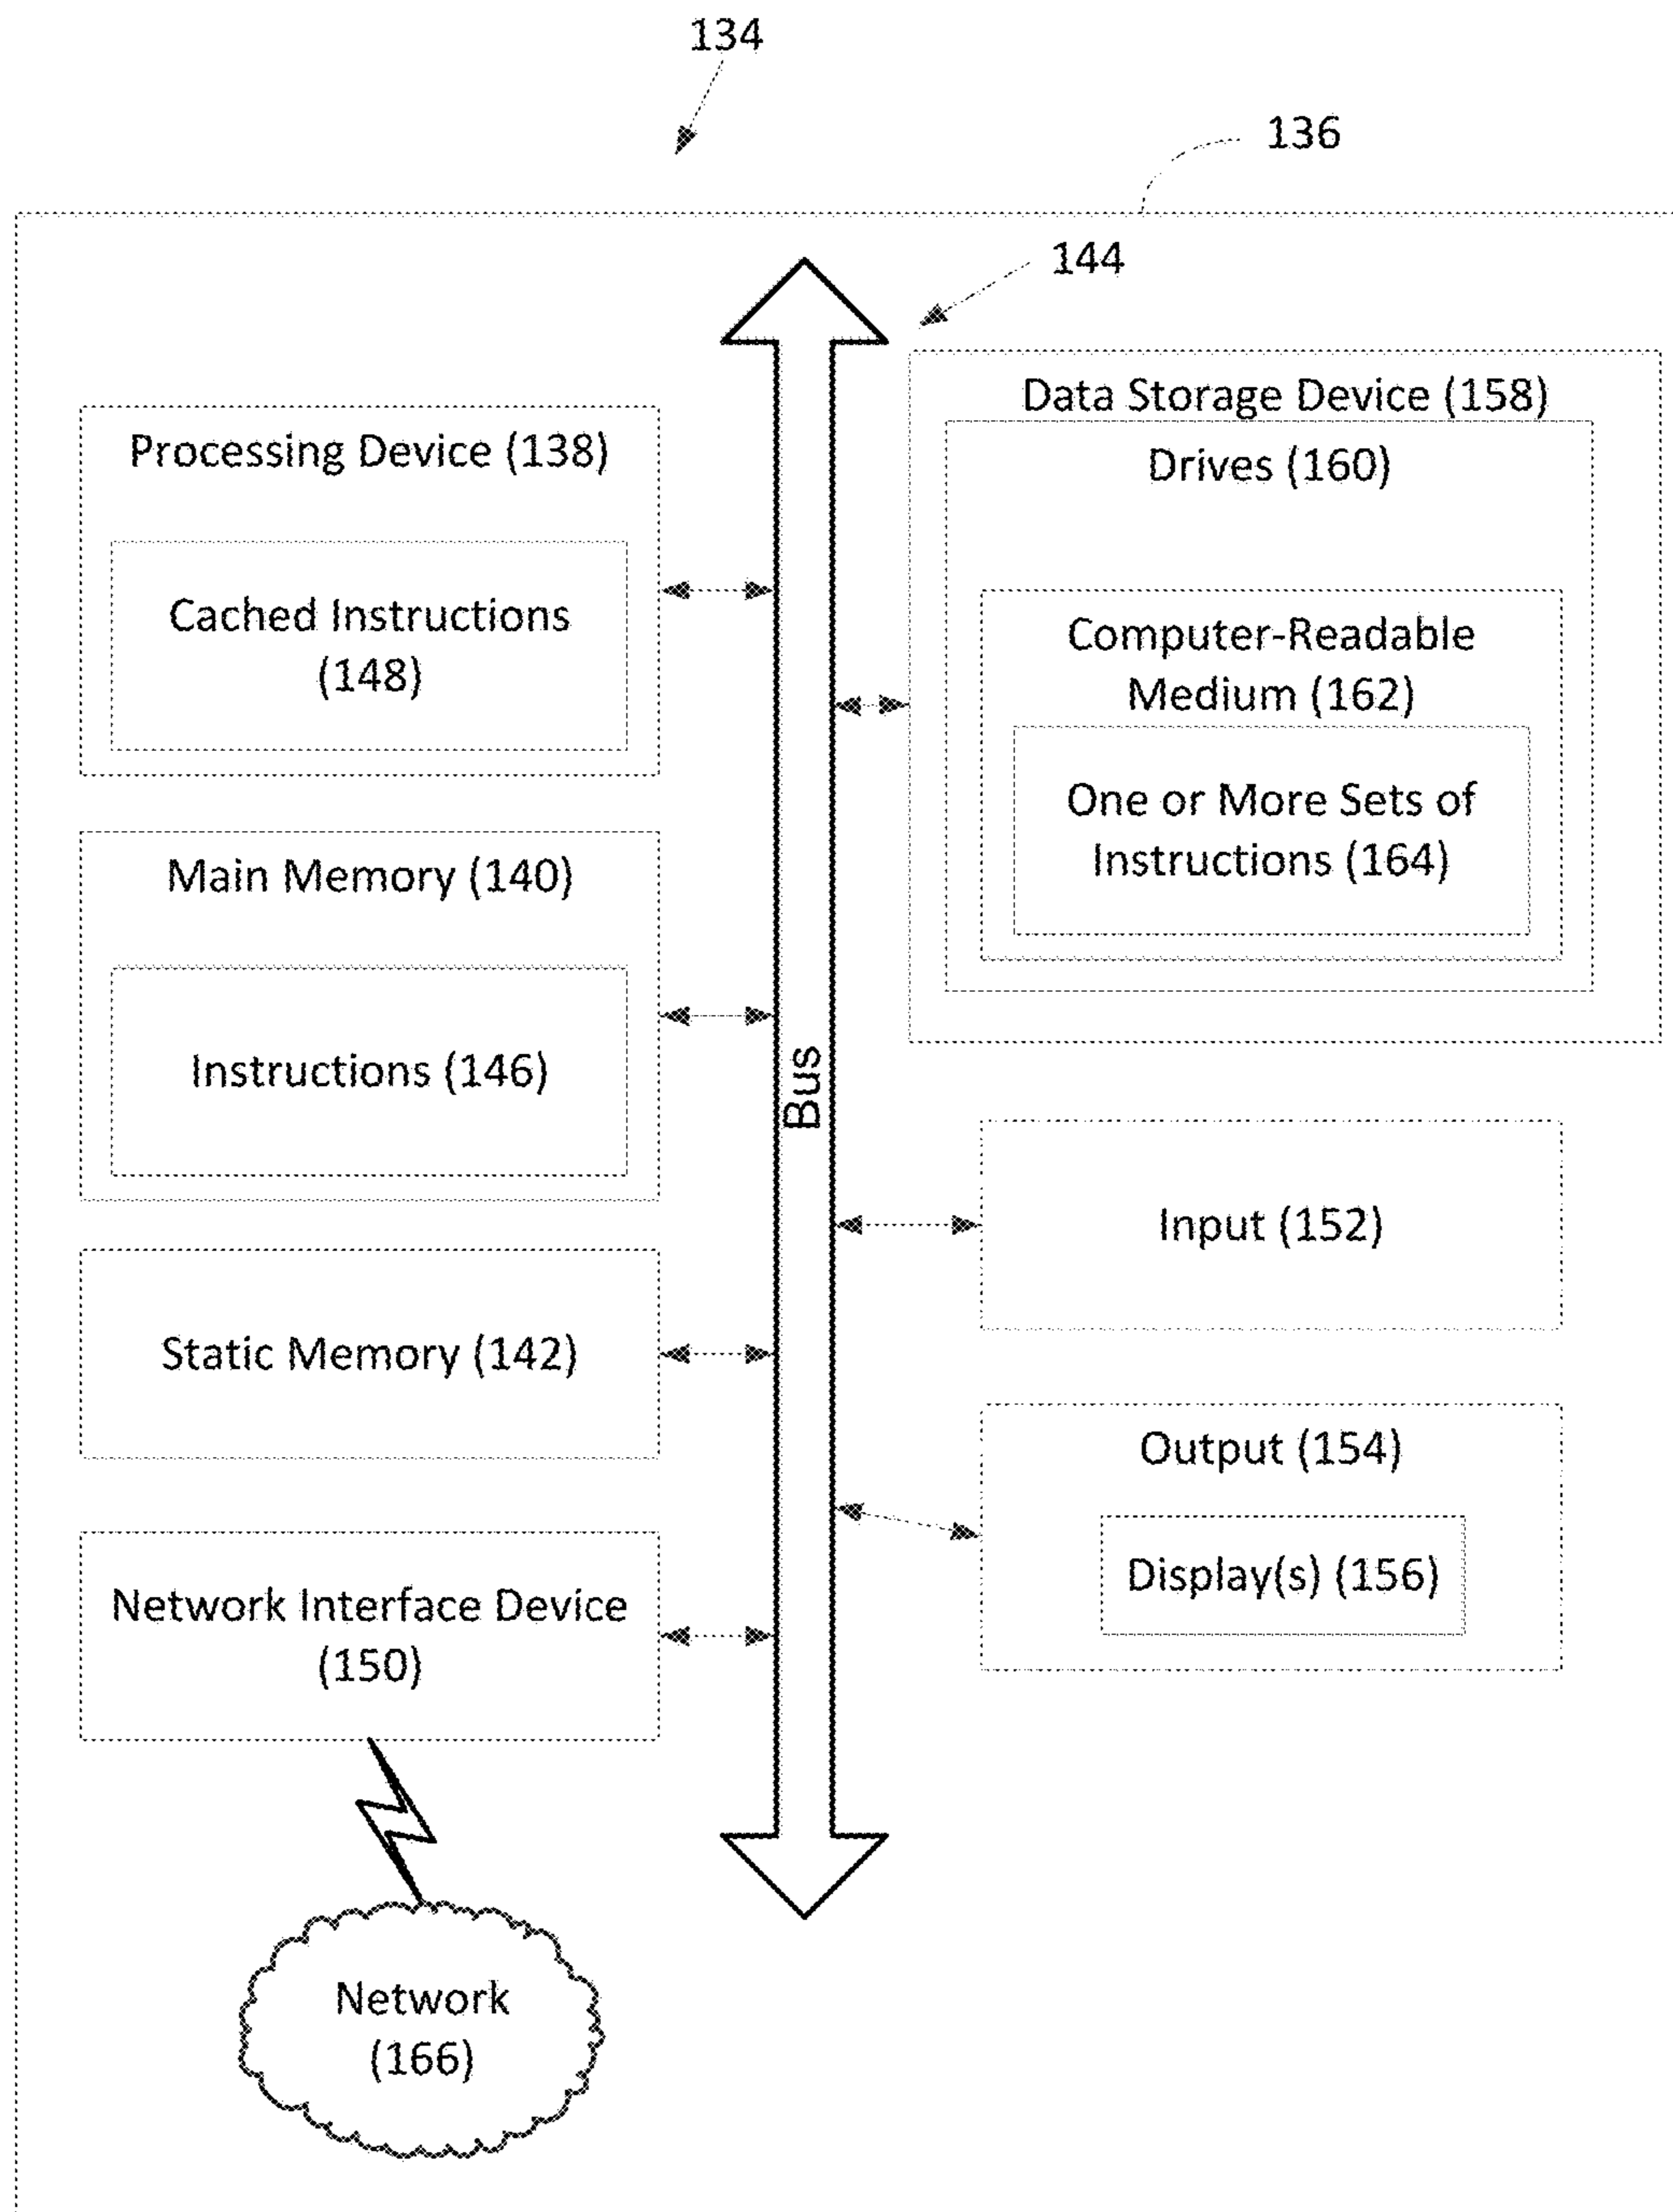 134
136
144
Processing Device (138)
Cached Instructions
(148)
Main Memory (140)
Instructions (146)
Static Memory (142)
Network Interface Device
(150)
Network
(166)
Bus
Data Storage Device (158)
Drives (160)
Computer-Readable
Medium (162)
One or More Sets of
Instructions (164)
Input (152)
Output (154)
Display(s) (156)